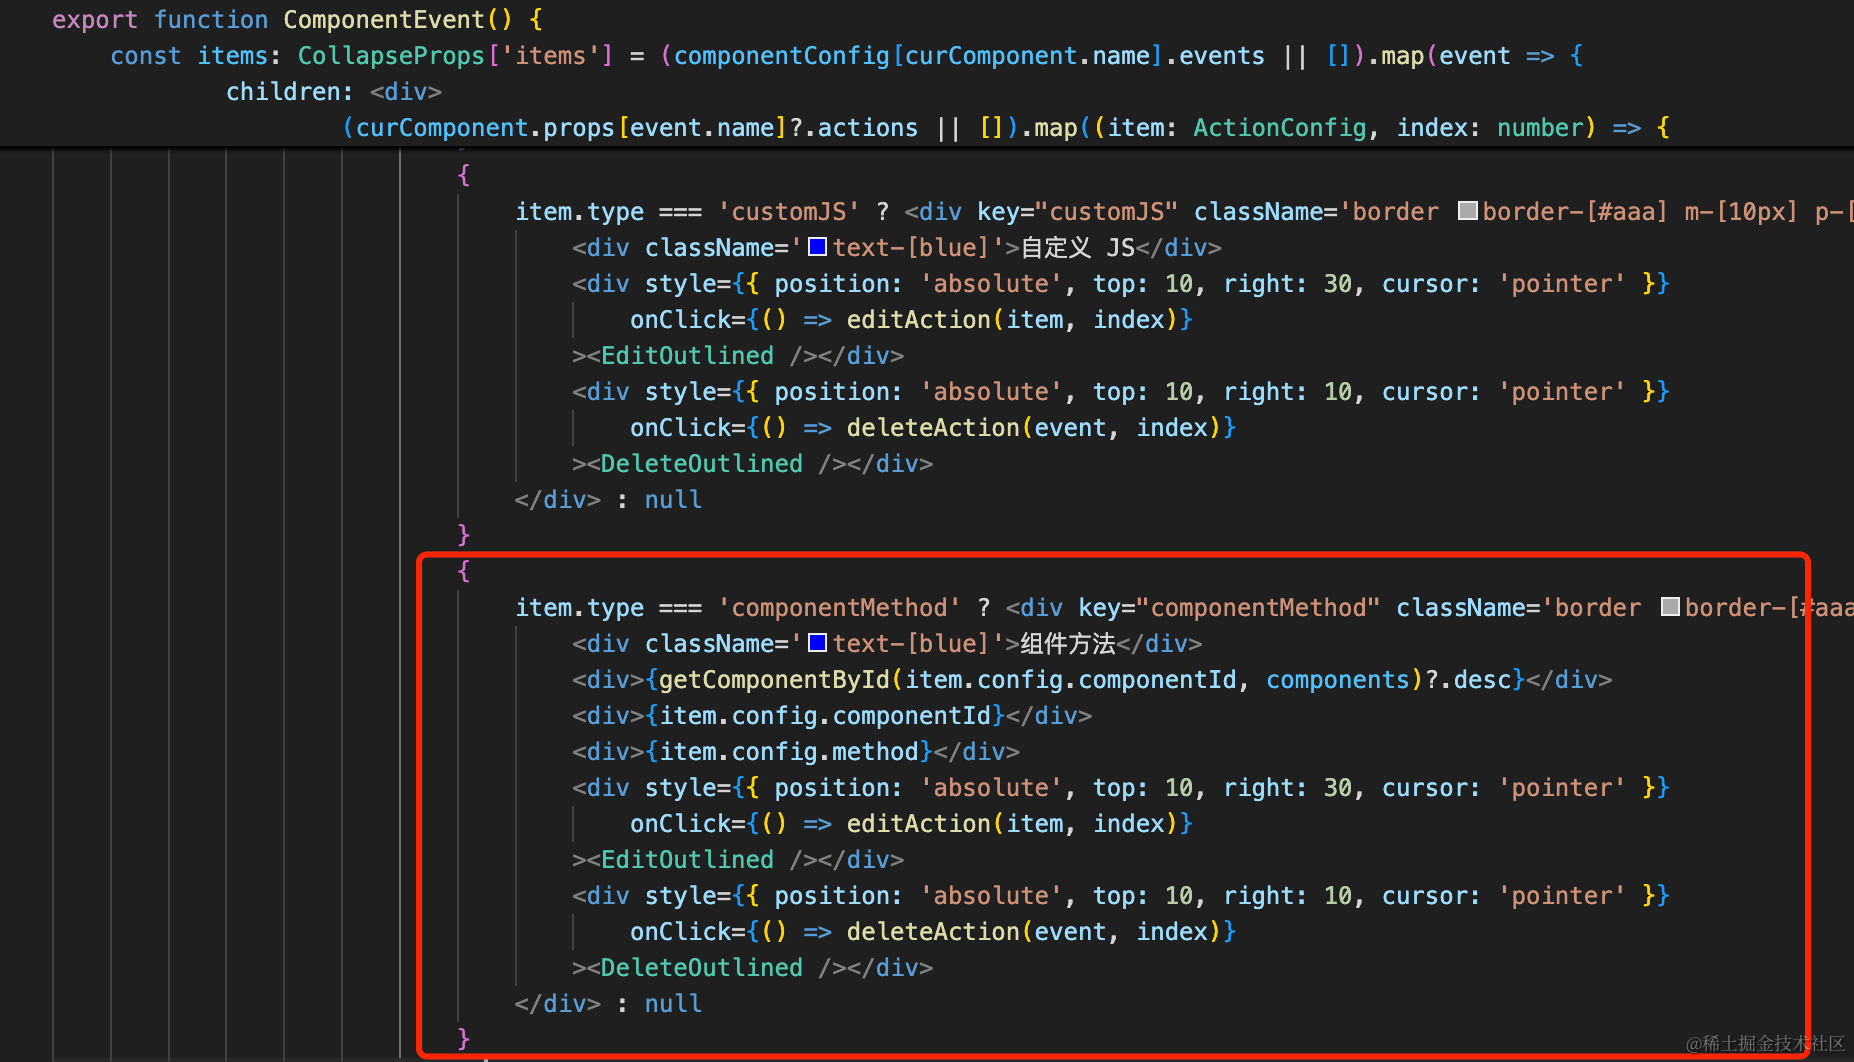 export function ComponentEvent() {
const items: CollapseProps['items'] = (componentConfig[curComponent.name].events || []).map(event => {
children: <div>
(curComponent.props[event.name]?.actions || []).map((item: ActionConfig, index: number) => {
{
item.type === 'customJS' ? <div key="customJS" className='border border-[#aaa] m-[10px] p-[
<div className='text-[blue]'>自定义 JS</div>
<div style={{ position: 'absolute', top: 10, right: 30, cursor: 'pointer' }}
onClick={() => editAction(item, index)}
><EditOutlined /></div>
<div style={{ position: 'absolute', top: 10, right: 10, cursor: 'pointer' }}
onClick={() => deleteAction(event, index)}
><DeleteOutlined /></div>
</div> : null
}
{
item.type === 'componentMethod' ? <div key="componentMethod" className='border border-[#aaa
<div className='text-[blue]'>组件方法</div>
<div>{getComponentById(item.config.componentId, components)?.desc}</div>
<div>{item.config.componentId}</div>
<div>{item.config.method}</div>
<div style={{ position: 'absolute', top: 10, right: 30, cursor: 'pointer' }}
onClick={() => editAction(item, index)}
><EditOutlined /></div>
<div style={{ position: 'absolute', top: 10, right: 10, cursor: 'pointer' }}
onClick={() => deleteAction(event, index)}
><DeleteOutlined /></div>
</div> : null
}
@稀土掘金技术社区